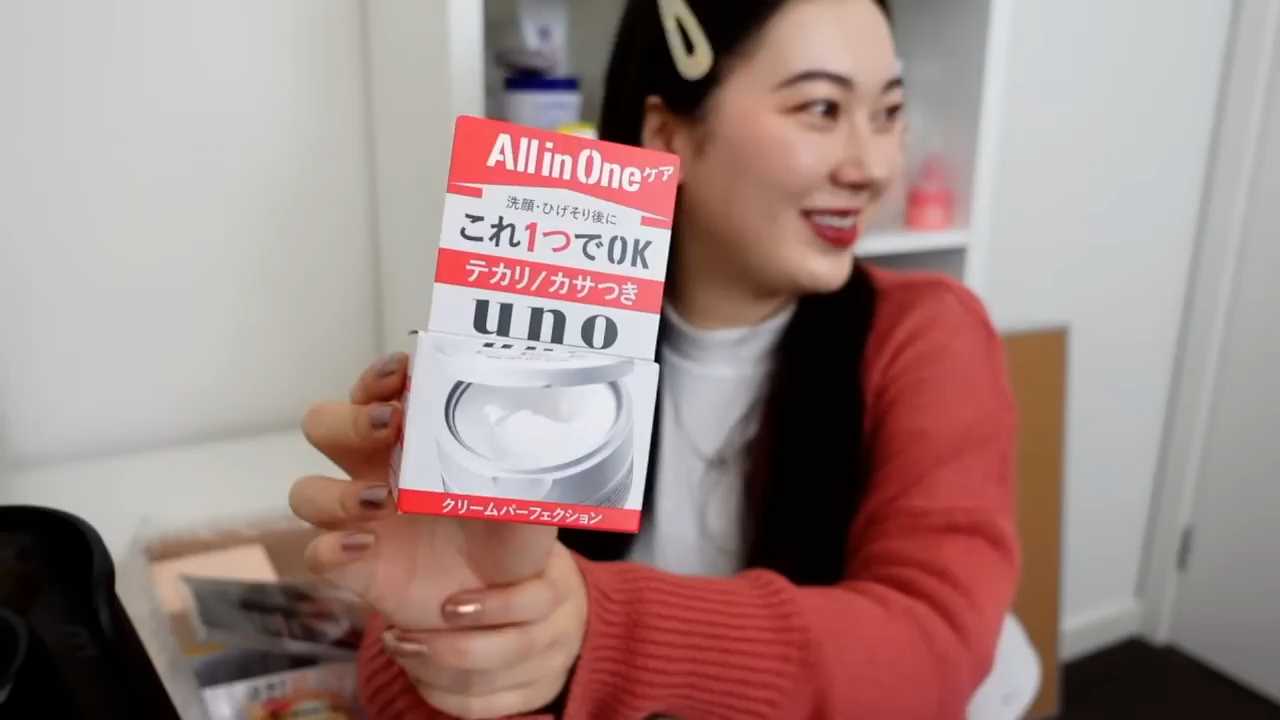 All in Oneケア
洗顔・ひげそり後に
これ1つでOK
テカリ/カサつき
uno
クリームパーフェクション